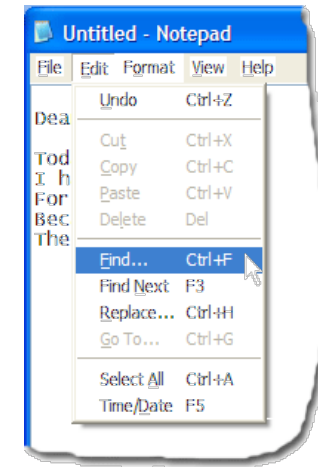 Untitled - Notepad
File Edit Format View Help
Undo Ctrl+Z
Dea
Cut Ctrl+X
Tod
Copy Ctrl+C
I h
Paste Ctrl+V
For
Bec
Delete Del
The
Find... Ctrl+F
Find Next F3
Replace... Ctrl+H
Go To... Ctrl+G
Select All Ctrl+A
Time/Date F5